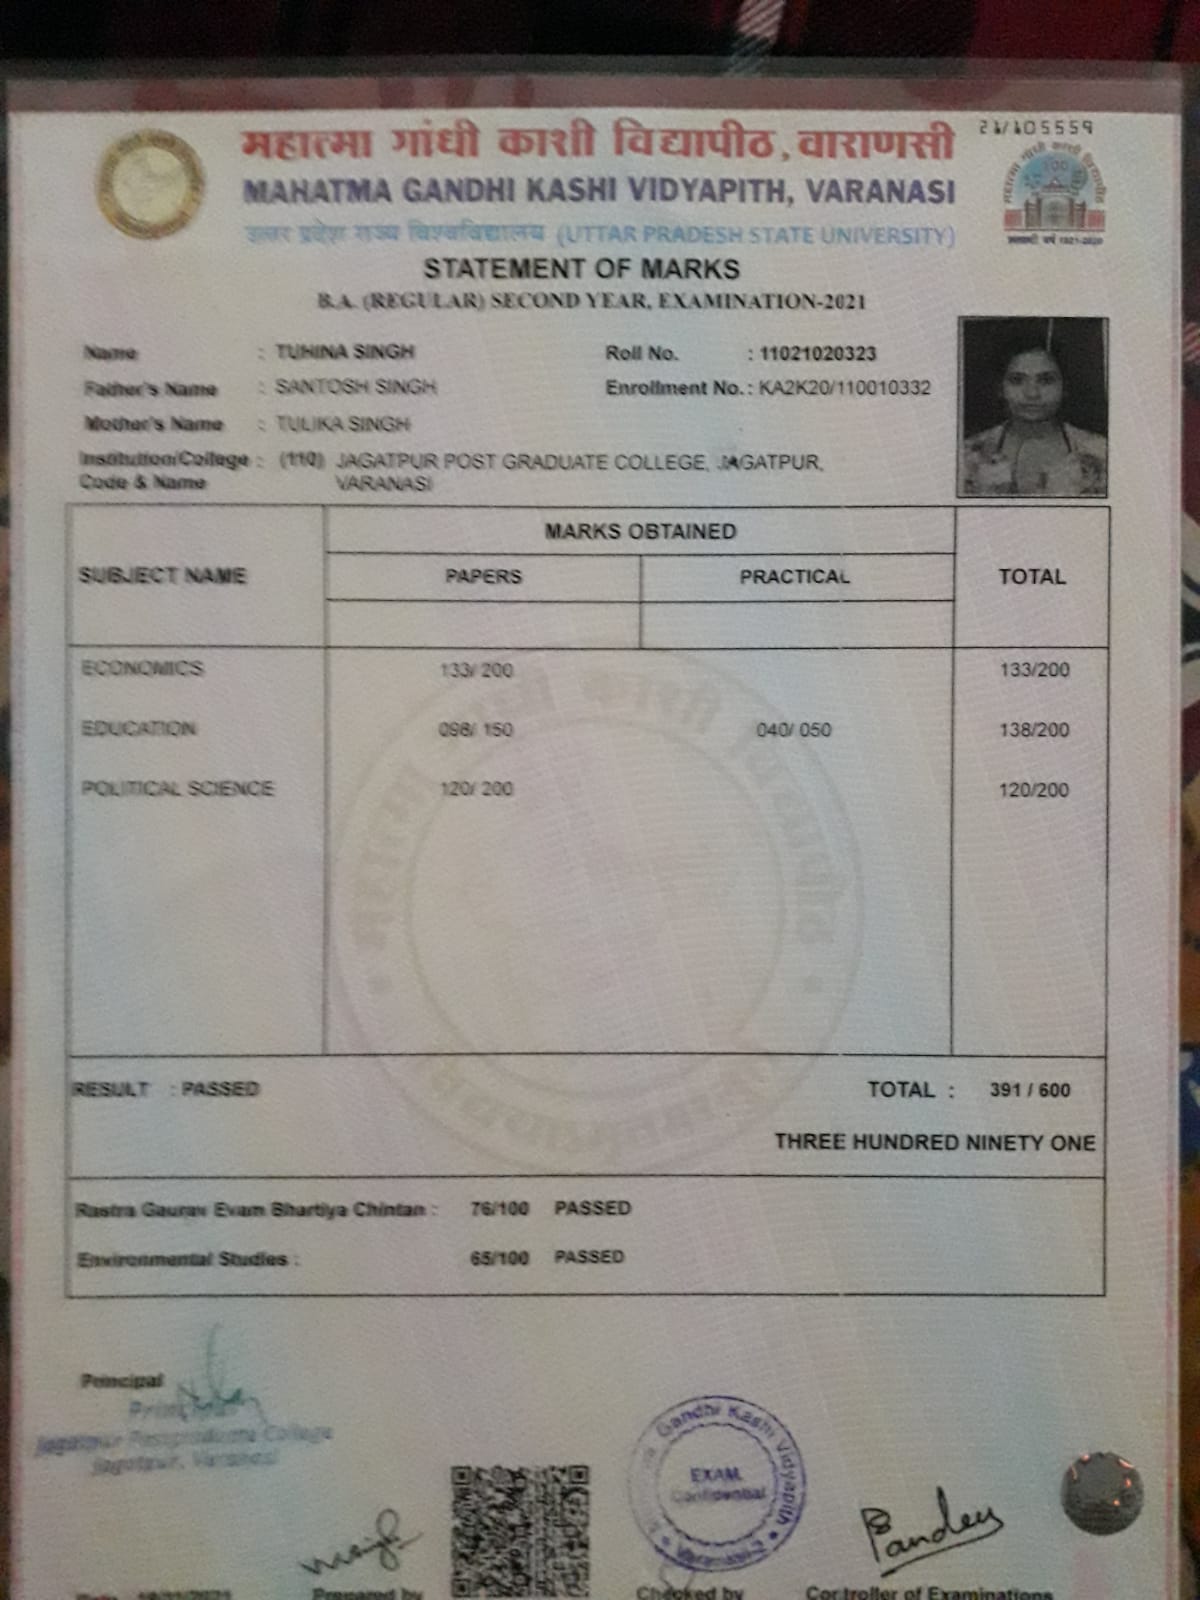 21/105559
महात्मा गांधी काशी विद्यापीठ, वाराणसी
MAHATMA GANDHI KASHI VIDYAPITH, VARANASI
उत्तर प्रदेश राज्य विश्वविद्यालय (UTTAR PRADESH STATE UNIVERSITY)
STATEMENT OF MARKS
B.A. (REGULAR) SECOND YEAR, EXAMINATION-2021
Name : TUHINA SINGH Roll No. : 11021020323
Father's Name : SANTOSH SINGH Enrollment No. : KA2K20/110010332
Mother's Name : TULIKA SINGH
Institution/College : (110) JAGATPUR POST GRADUATE COLLEGE, JAGATPUR,
Code & Name VARANASI
MARKS OBTAINED
SUBJECT NAME PAPERS PRACTICAL TOTAL
ECONOMICS 133/ 200 133/200
EDUCATION 098/ 150 040/ 050 138/200
POLITICAL SCIENCE 120/ 200 120/200
RESULT : PASSED TOTAL : 391 / 600
THREE HUNDRED NINETY ONE
Rastra Gaurav Evam Bhartiya Chintan : 76/100 PASSED
Environmental Studies : 65/100 PASSED
Principal
Principal
Jagatpur Postgraduate College
Jagatpur, Varanasi
Gandhi Kashi Vidyapith
EXAM.
Confidential
Varanasi-2
Pandey
Prepared by Checked by Controller of Examinations